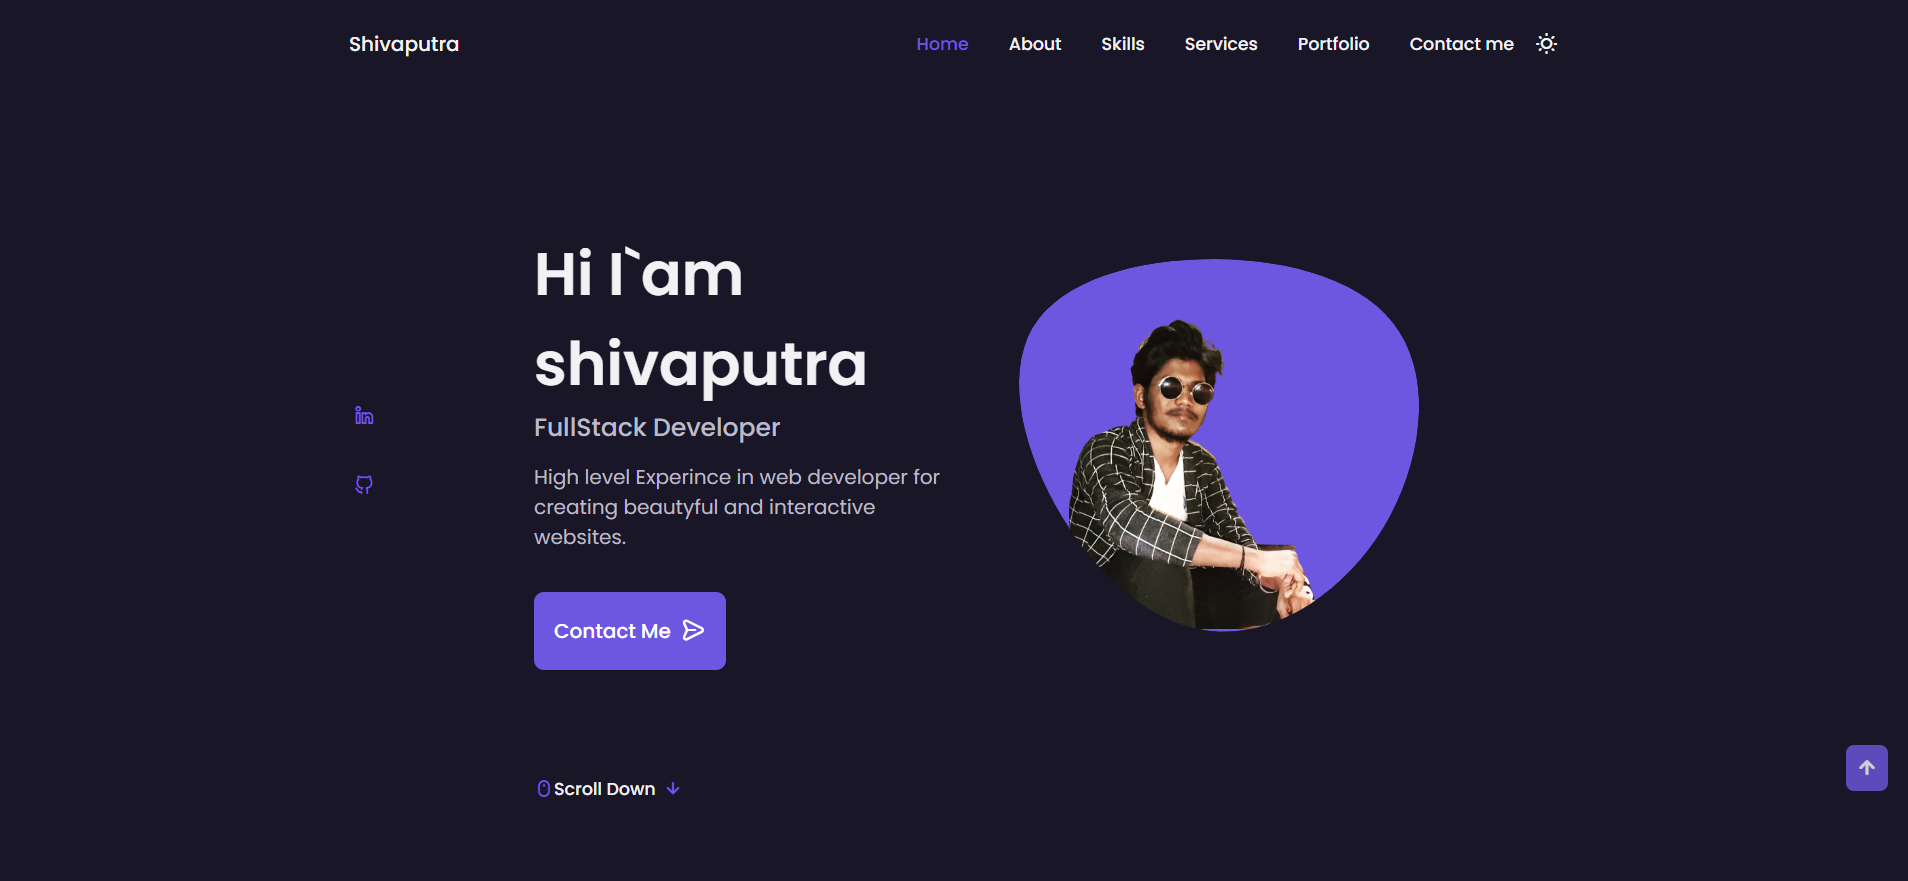 Shivaputra
Home About Skills Services Portfolio Contact me
Hi I`am
shivaputra
FullStack Developer
High level Experince in web developer for
creating beautyful and interactive
websites.
Contact Me
Scroll Down